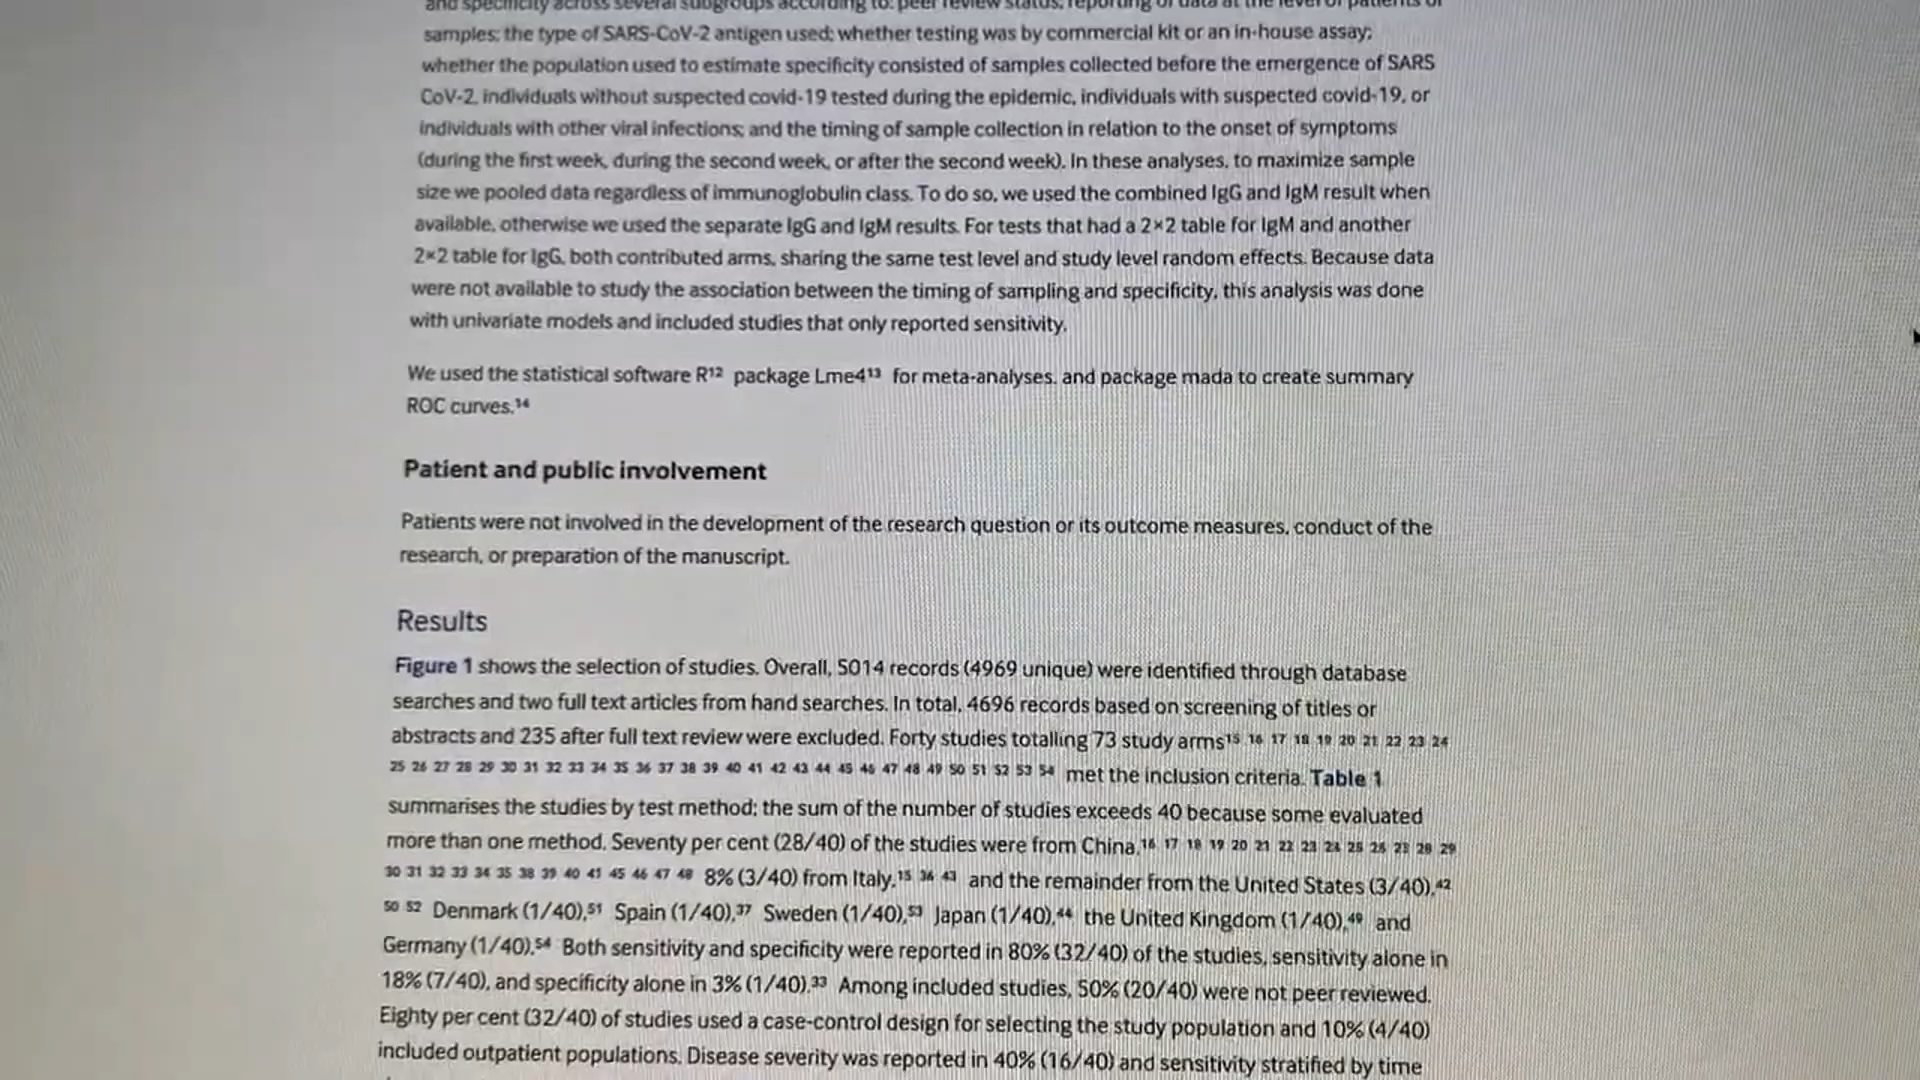 and specificity across several subgroups according to: peer review status; reporting of data at the level of patients or
samples; the type of SARS-CoV-2 antigen used; whether testing was by commercial kit or an in-house assay;
whether the population used to estimate specificity consisted of samples collected before the emergence of SARS
CoV-2, individuals without suspected covid-19 tested during the epidemic, individuals with suspected covid-19, or
individuals with other viral infections; and the timing of sample collection in relation to the onset of symptoms
(during the first week, during the second week, or after the second week). In these analyses, to maximize sample
size we pooled data regardless of immunoglobulin class. To do so, we used the combined IgG and IgM result when
available, otherwise we used the separate IgG and IgM results. For tests that had a 2×2 table for IgM and another
2×2 table for IgG, both contributed arms, sharing the same test level and study level random effects. Because data
were not available to study the association between the timing of sampling and specificity, this analysis was done
with univariate models and included studies that only reported sensitivity.
We used the statistical software R12 package Lme413 for meta-analyses, and package mada to create summary
ROC curves.14
Patient and public involvement
Patients were not involved in the development of the research question or its outcome measures, conduct of the
research, or preparation of the manuscript.
Results
Figure 1 shows the selection of studies. Overall, 5014 records (4969 unique) were identified through database
searches and two full text articles from hand searches. In total, 4696 records based on screening of titles or
abstracts and 235 after full text review were excluded. Forty studies totalling 73 study arms15 16 17 18 19 20 21 22 23 24
25 26 27 28 29 30 31 32 33 34 35 36 37 38 39 40 41 42 43 44 45 46 47 48 49 50 51 52 53 54 met the inclusion criteria. Table 1
summarises the studies by test method; the sum of the number of studies exceeds 40 because some evaluated
more than one method. Seventy per cent (28/40) of the studies were from China,16 17 18 19 20 21 22 23 24 25 26 27 28 29
30 31 32 33 34 35 38 39 40 41 45 46 47 48 8% (3/40) from Italy,15 36 43 and the remainder from the United States (3/40),42
50 52 Denmark (1/40),51 Spain (1/40),37 Sweden (1/40),53 Japan (1/40),44 the United Kingdom (1/40),49 and
Germany (1/40).54 Both sensitivity and specificity were reported in 80% (32/40) of the studies, sensitivity alone in
18% (7/40), and specificity alone in 3% (1/40).33 Among included studies, 50% (20/40) were not peer reviewed.
Eighty per cent (32/40) of studies used a case-control design for selecting the study population and 10% (4/40)
included outpatient populations. Disease severity was reported in 40% (16/40) and sensitivity stratified by time